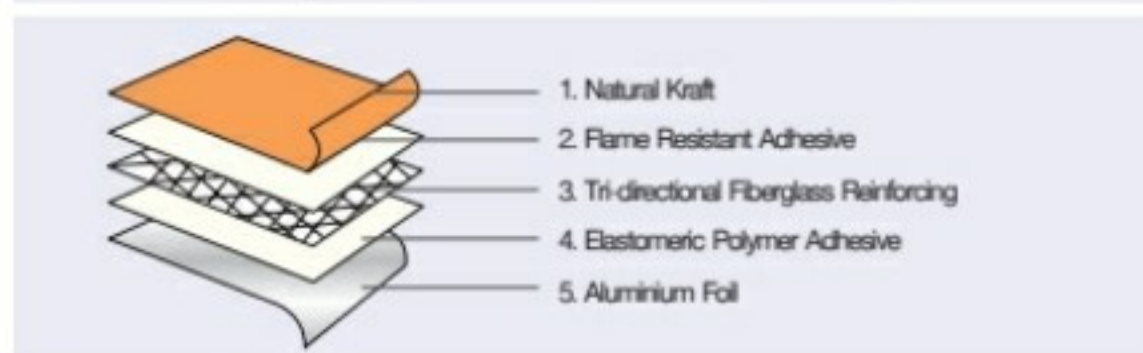 1. Natural Kraft
2. Flame Resistant Adhesive
3. Tri-directional Fiberglass Reinforcing
4. Elastomeric Polymer Adhesive
5. Aluminium Foil